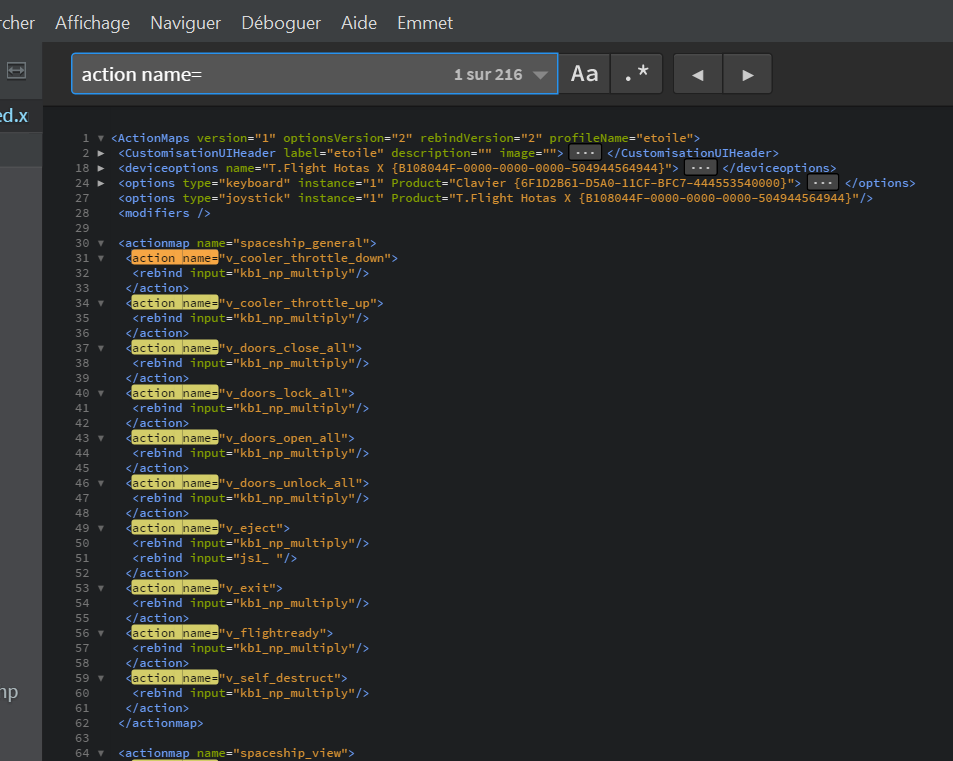 rcher Affichage Naviguer Déboguer Aide Emmet
action name= 1 sur 216 Aa .* ◀ ▶
ed.x
1 ▼ <ActionMaps version="1" optionsVersion="2" rebindVersion="2" profileName="etoile">
2 ▶ <CustomisationUIHeader label="etoile" description="" image=""> ... </CustomisationUIHeader>
18 ▶ <deviceoptions name="T.Flight Hotas X {B108044F-0000-0000-0000-504944564944}"> ... </deviceoptions>
24 ▶ <options type="keyboard" instance="1" Product="Clavier {6F1D2B61-D5A0-11CF-BFC7-444553540000}"> ... </options>
27 <options type="joystick" instance="1" Product="T.Flight Hotas X {B108044F-0000-0000-0000-504944564944}"/>
28 <modifiers />
29
30 ▼ <actionmap name="spaceship_general">
31 ▼ <action name="v_cooler_throttle_down">
32 <rebind input="kb1_np_multiply"/>
33 </action>
34 ▼ <action name="v_cooler_throttle_up">
35 <rebind input="kb1_np_multiply"/>
36 </action>
37 ▼ <action name="v_doors_close_all">
38 <rebind input="kb1_np_multiply"/>
39 </action>
40 ▼ <action name="v_doors_lock_all">
41 <rebind input="kb1_np_multiply"/>
42 </action>
43 ▼ <action name="v_doors_open_all">
44 <rebind input="kb1_np_multiply"/>
45 </action>
46 ▼ <action name="v_doors_unlock_all">
47 <rebind input="kb1_np_multiply"/>
48 </action>
49 ▼ <action name="v_eject">
50 <rebind input="kb1_np_multiply"/>
51 <rebind input="js1_ "/>
52 </action>
53 ▼ <action name="v_exit">
54 <rebind input="kb1_np_multiply"/>
55 </action>
56 ▼ <action name="v_flightready">
57 <rebind input="kb1_np_multiply"/>
58 </action>
59 ▼ <action name="v_self_destruct">
60 <rebind input="kb1_np_multiply"/>
61 </action>
62 </actionmap>
np
63
64 ▼ <actionmap name="spaceship_view">